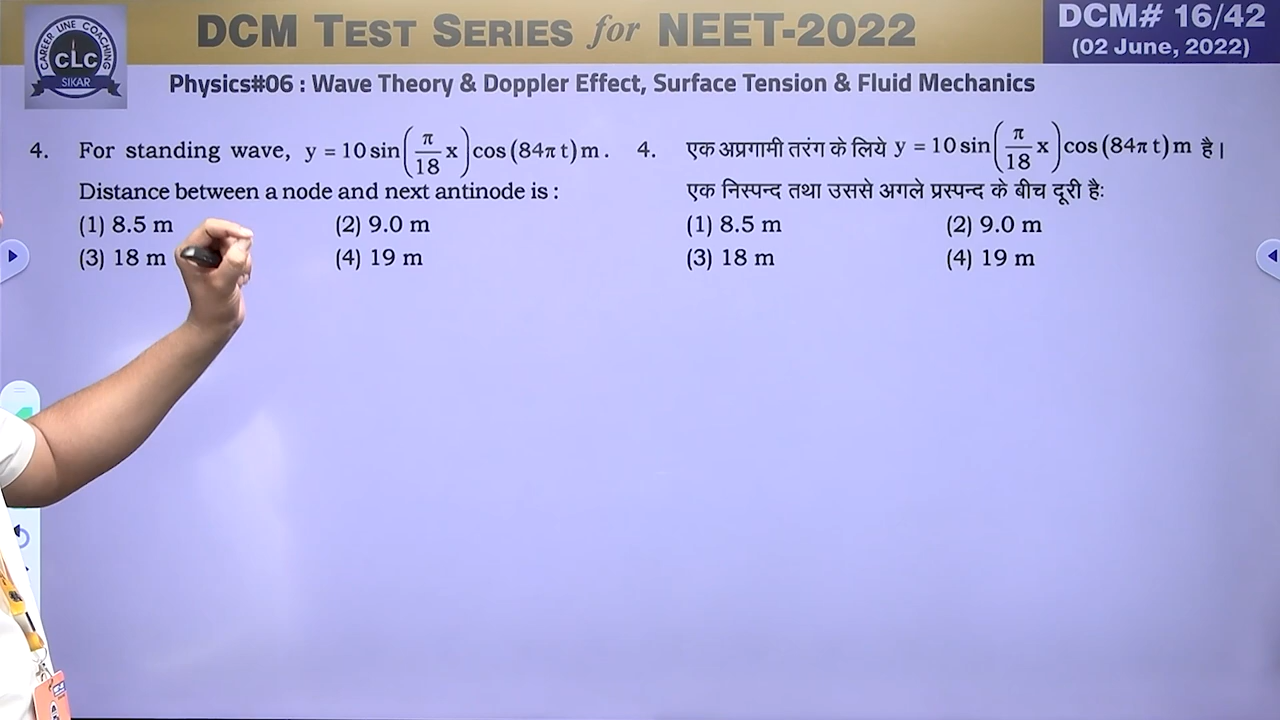 CAREER LINE COACHING
CLC
SIKAR
DCM TEST SERIES for NEET-2022
DCM# 16/42
(02 June, 2022)
Physics#06 : Wave Theory & Doppler Effect, Surface Tension & Fluid Mechanics
4. For standing wave, y = 10 sin(π/18 x) cos(84π t) m.
Distance between a node and next antinode is :
(1) 8.5 m (2) 9.0 m
(3) 18 m (4) 19 m
4. एक अप्रगामी तरंग के लिये y = 10 sin(π/18 x) cos(84π t) m है।
एक निस्पन्द तथा उससे अगले प्रस्पन्द के बीच दूरी है:
(1) 8.5 m (2) 9.0 m
(3) 18 m (4) 19 m